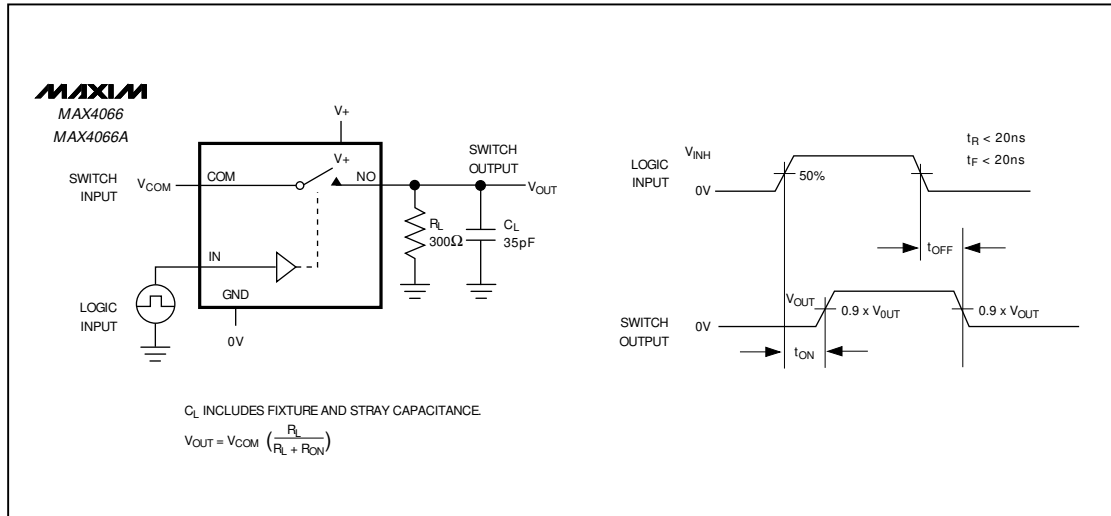 MAXIM
MAX4066
MAX4066A
V+
SWITCH
INPUT
VCOM
COM
V+
NO
SWITCH
OUTPUT
VOUT
RL
300Ω
CL
35pF
IN
GND
LOGIC
INPUT
0V
CL INCLUDES FIXTURE AND STRAY CAPACITANCE.
VOUT = VCOM (RL / RL + RON)
LOGIC
INPUT
VINH
0V
50%
tR < 20ns
tF < 20ns
tOFF
SWITCH
OUTPUT
VOUT
0V
0.9 x V0UT
0.9 x VOUT
tON